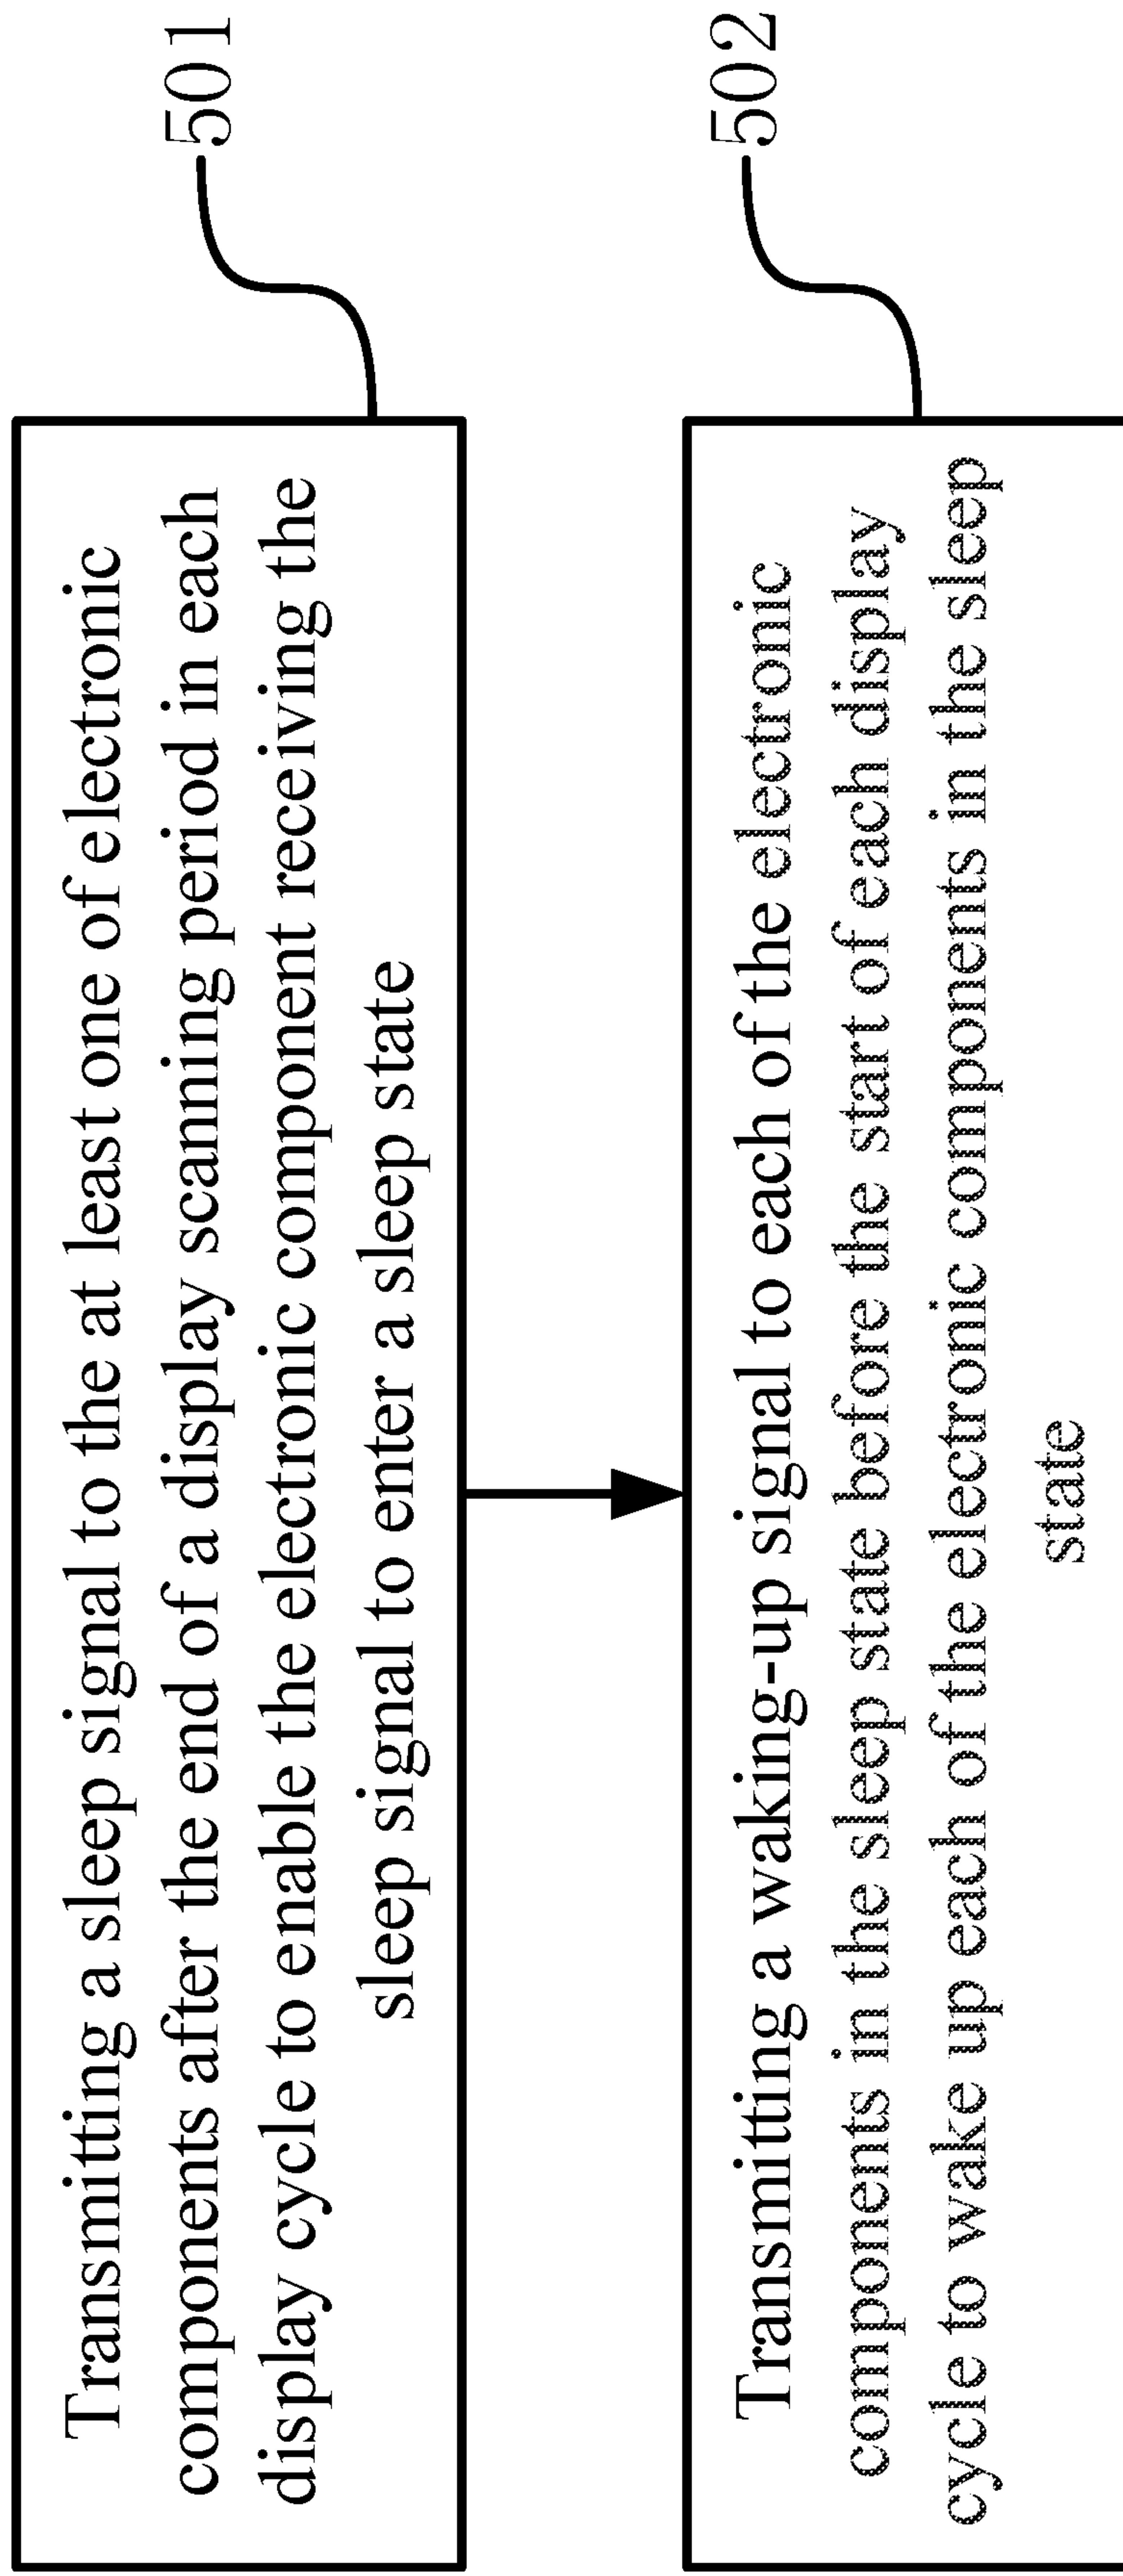 Transmitting a sleep signal to the at least one of electronic
components after the end of a display scanning period in each
display cycle to enable the electronic component receiving the
sleep signal to enter a sleep state
501
Transmitting a waking-up signal to each of the electronic
components in the sleep state before the start of each display
cycle to wake up each of the electronic components in the sleep
state
502